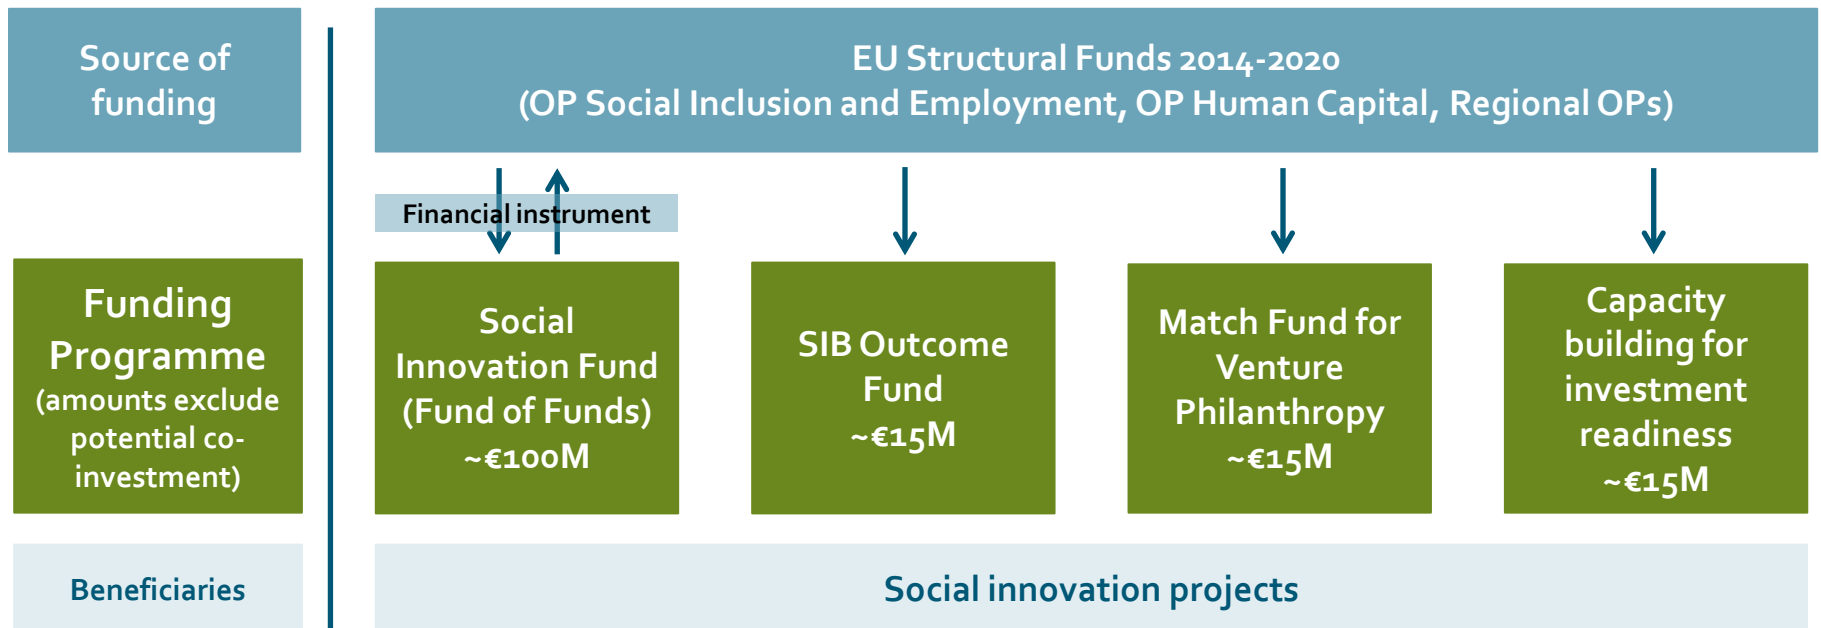 Source of
funding
EU Structural Funds 2014-2020
(OP Social Inclusion and Employment, OP Human Capital, Regional OPs)
Financial instrument
Funding
Programme
(amounts exclude
potential co-
investment)
Social
Innovation Fund
(Fund of Funds)
~€100M
SIB Outcome
Fund
~€15M
Match Fund for
Venture
Philanthropy
~€15M
Capacity
building for
investment
readiness
~€15M
Beneficiaries
Social innovation projects